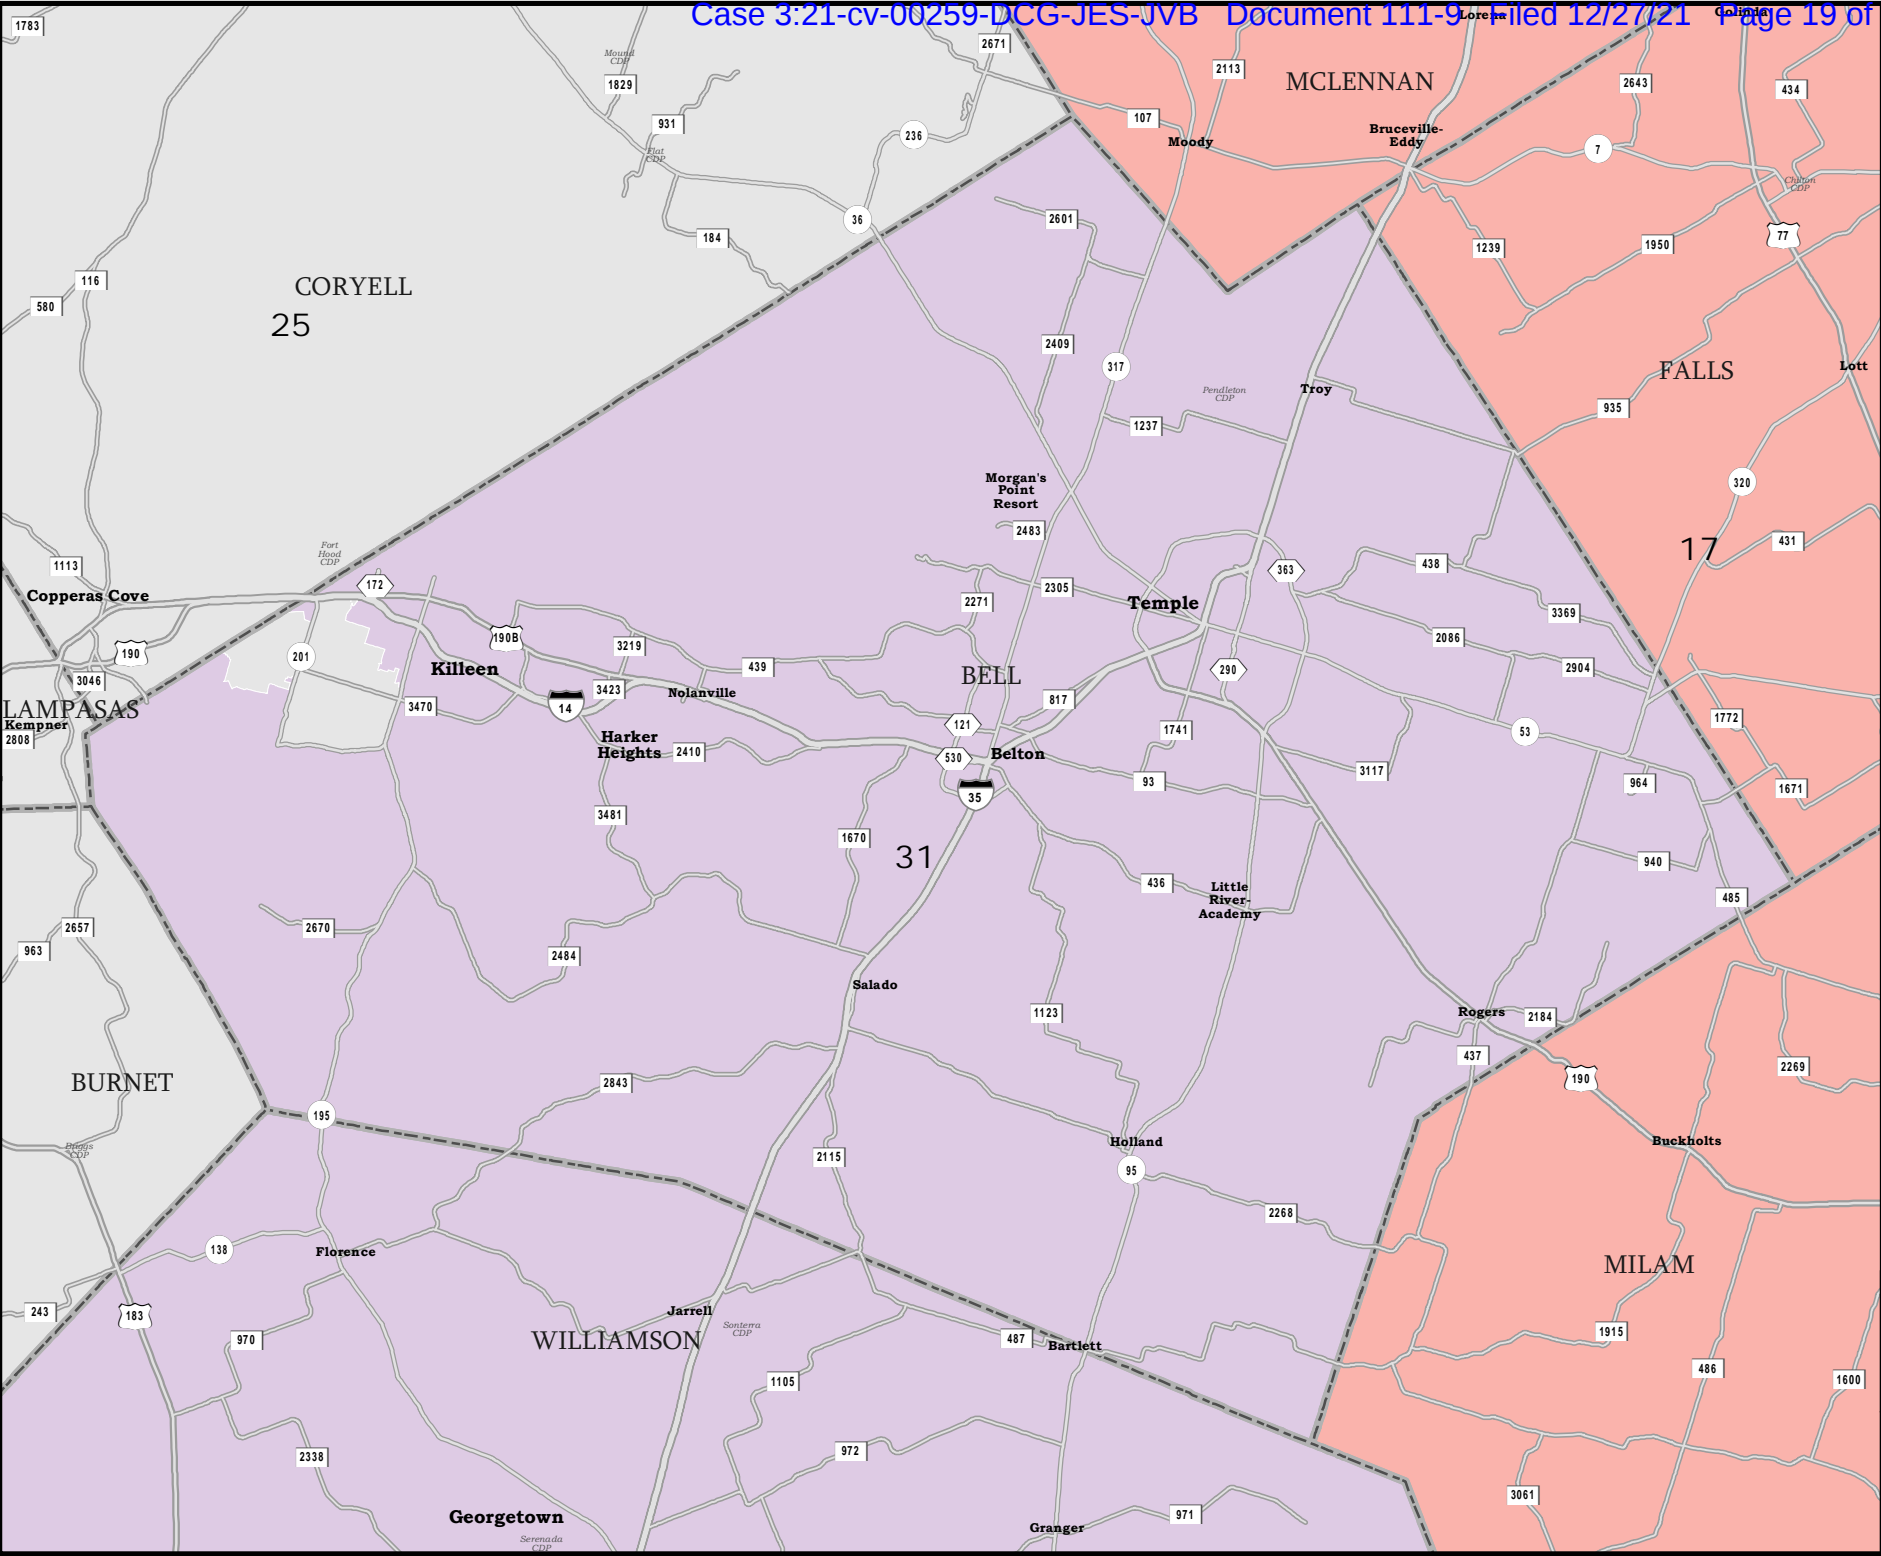 Case 3:21-cv-00259-DCG-JES-JVB Document 111-9 Filed 12/27/21 Page 19 of
Lorena
Golinda
1783
2671
Mound
CDP
1829
2113
MCLENNAN
2643
434
931
236
107
Moody
Bruceville-
Eddy
7
Flat
CDP
Chilton
CDP
36
2601
184
1239
1950
77
116
CORYELL
580
25
2409
317
FALLS
Lott
Pendleton
CDP
Troy
935
1237
Morgan's
Point
Resort
320
2483
17
431
Fort
Hood
CDP
1113
172
363
438
Copperas Cove
2305
2271
Temple
3369
190
190B
201
3219
2086
Killeen
439
290
2904
3046
BELL
3423
Nolanville
LAMPASAS
Kempner
2808
3470
14
817
1772
121
1741
53
Harker
Heights
2410
530
Belton
3117
93
964
1671
35
3481
1670
31
940
436
Little
River-
Academy
485
2670
2657
963
2484
Salado
1123
Rogers
2184
437
2269
BURNET
2843
190
195
Buggs
CDP
Holland
Buckholts
2115
95
2268
138
Florence
MILAM
243
183
Jarrell
Sonterra
CDP
970
WILLIAMSON
487
Bartlett
1915
1105
486
1600
972
2338
3061
Georgetown
971
Granger
Serenada
CDP